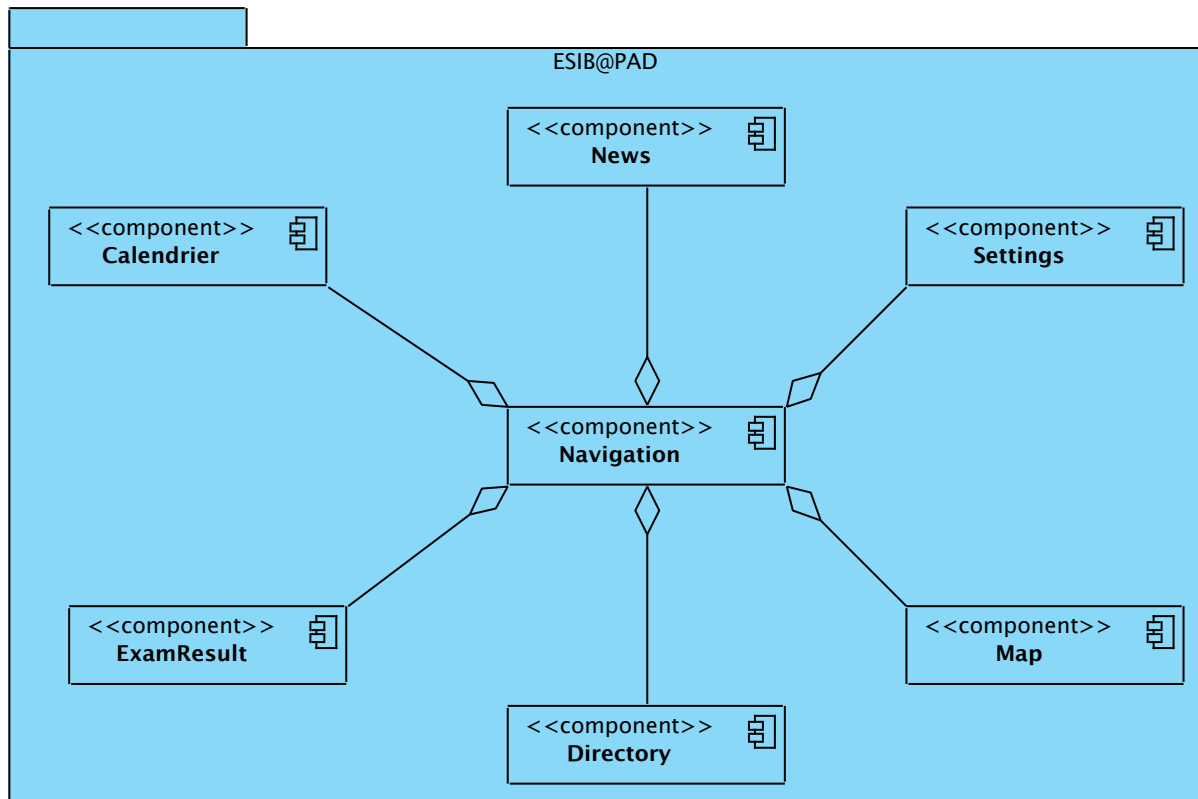 ESIB@PAD
<<component>>
News
<<component>>
Calendrier
<<component>>
Settings
<<component>>
Navigation
<<component>>
ExamResult
<<component>>
Map
<<component>>
Directory